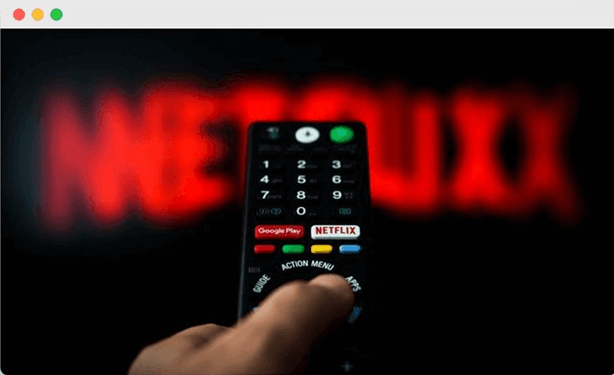 NETFLIX
1 2 3
4 5 6
7 8 9
0
Google Play NETFLIX
ACTION MENU
GUIDE APPS